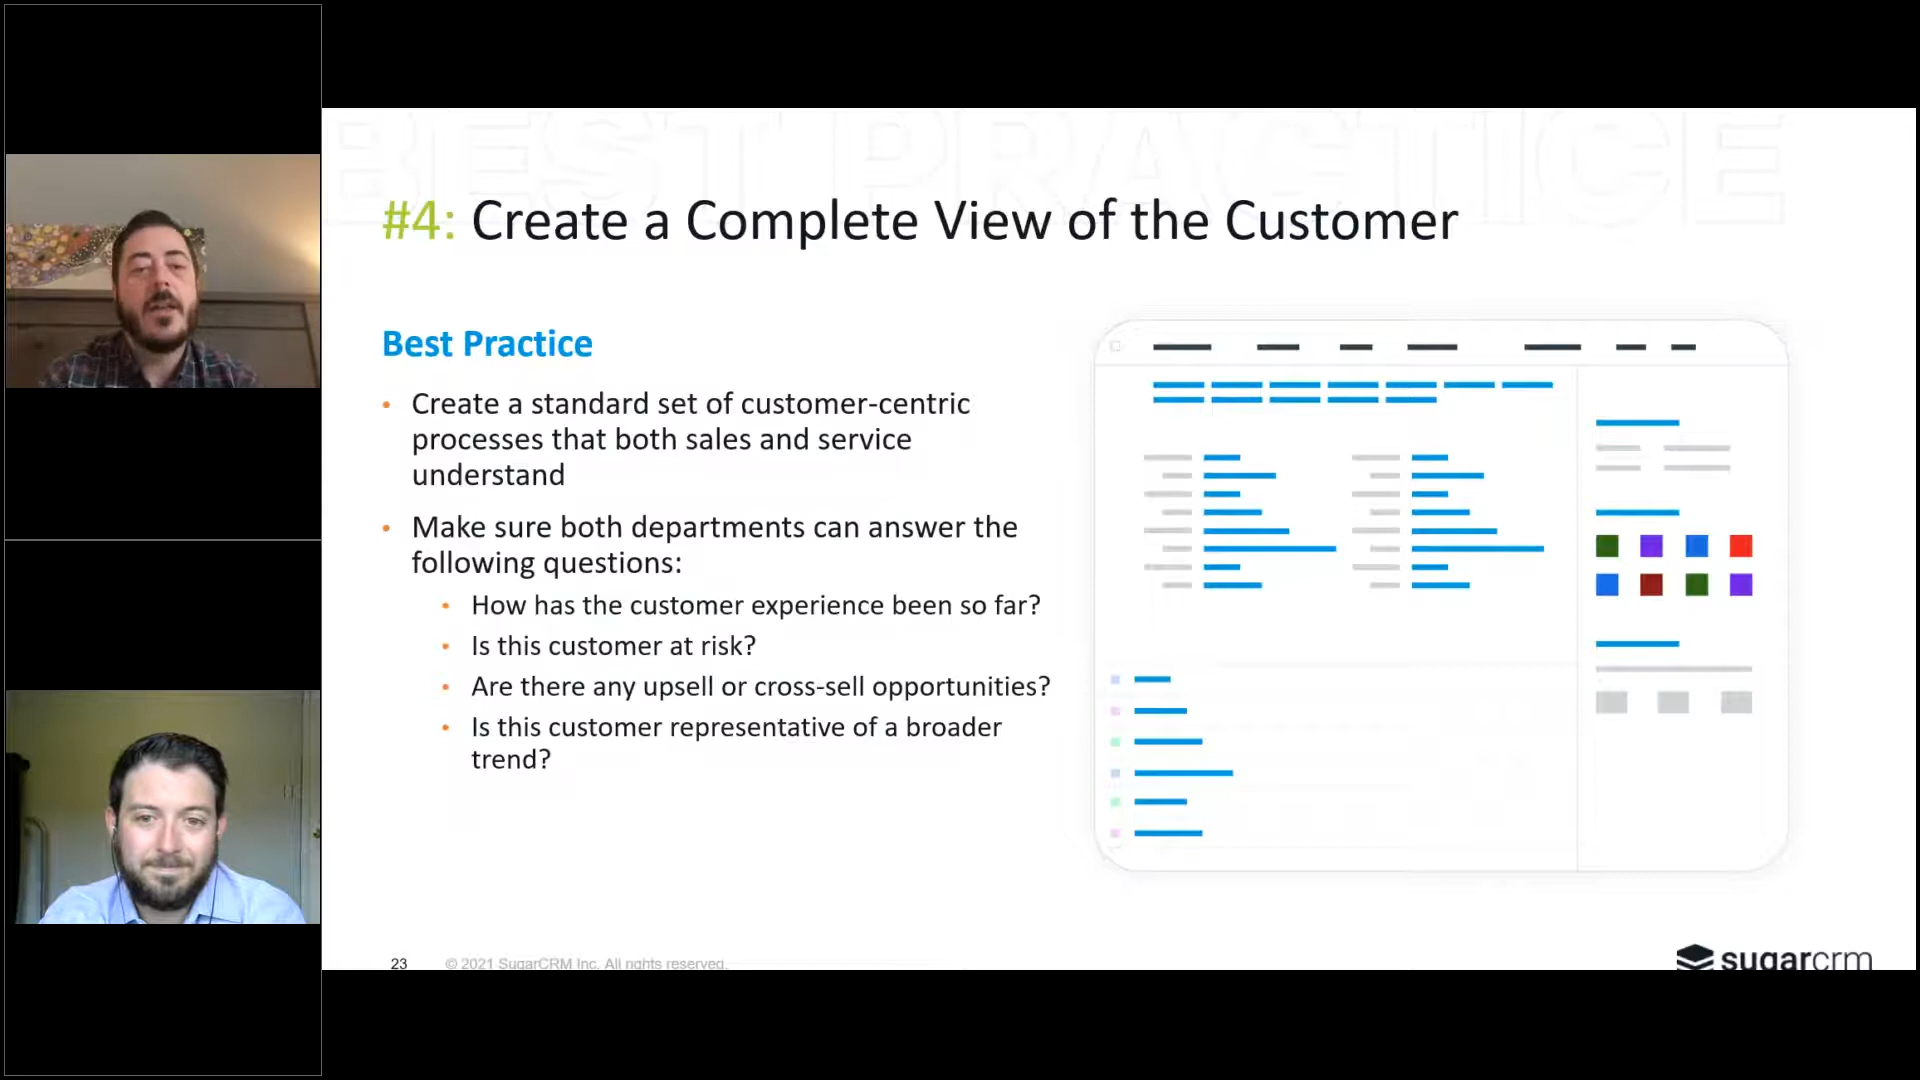 BEST PRACTICE
#4: Create a Complete View of the Customer
Best Practice
• Create a standard set of customer-centric
processes that both sales and service
understand
• Make sure both departments can answer the
following questions:
• How has the customer experience been so far?
• Is this customer at risk?
• Are there any upsell or cross-sell opportunities?
• Is this customer representative of a broader
trend?
23 © 2021 SugarCRM Inc. All rights reserved.
sugarcrm